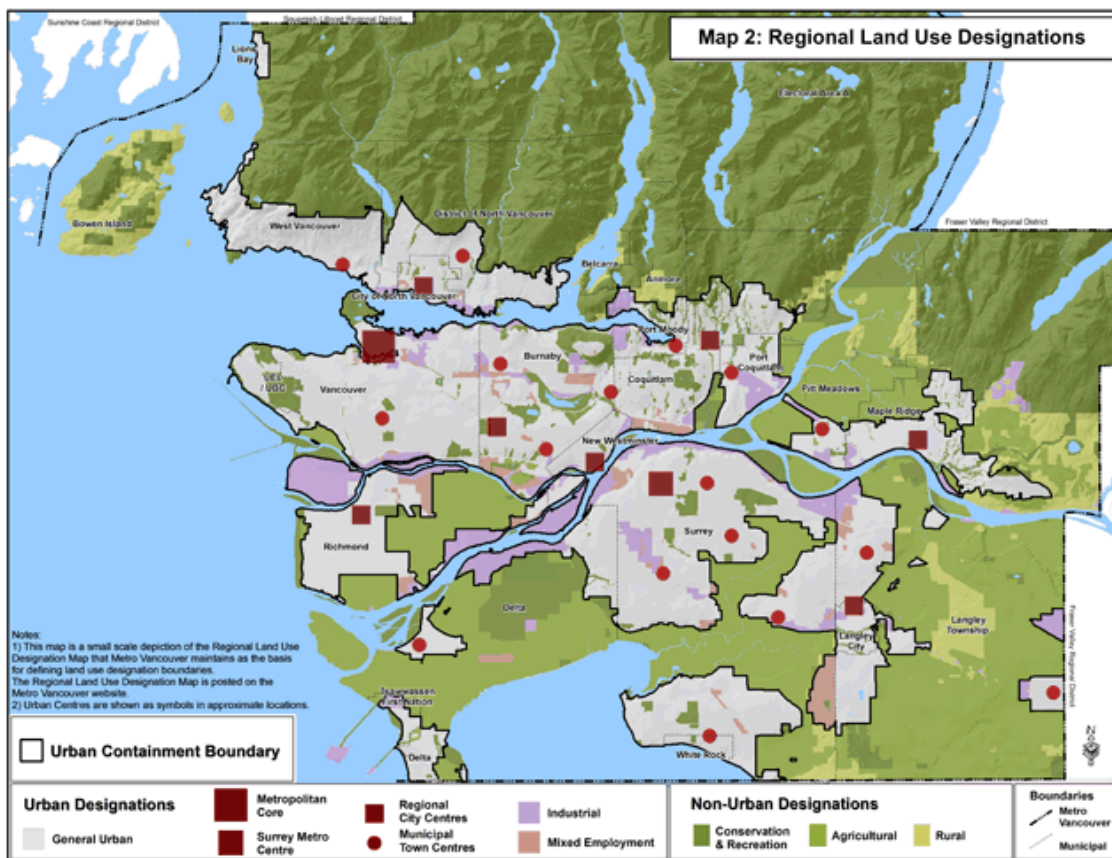 Sunshine Coast Regional District
Squamish Lillooet Regional District
Map 2: Regional Land Use Designations
Lions
Bay
Electoral Area A
Bowen Island
Fraser Valley Regional District
District of North Vancouver
West Vancouver
Belcarra
Anmore
City of North Vancouver
Port Moody
Burnaby
Port
Coquitlam
Coquitlam
UEL
/ UBC
Vancouver
Pitt Meadows
Maple Ridge
New Westminster
Surrey
Richmond
Delta
Langley
Township
Langley
City
Fraser Valley Regional District
Tsawwassen
First Nation
White Rock
Delta
Notes:
1) This map is a small scale depiction of the Regional Land Use
Designation Map that Metro Vancouver maintains as the basis
for defining land use designation boundaries.
The Regional Land Use Designation Map is posted on the
Metro Vancouver website.
2) Urban Centres are shown as symbols in approximate locations.
Urban Containment Boundary
Urban Designations
General Urban
Metropolitan
Core
Surrey Metro
Centre
Regional
City Centres
Municipal
Town Centres
Industrial
Mixed Employment
Non-Urban Designations
Conservation
& Recreation
Agricultural
Rural
Boundaries
Metro
Vancouver
Municipal